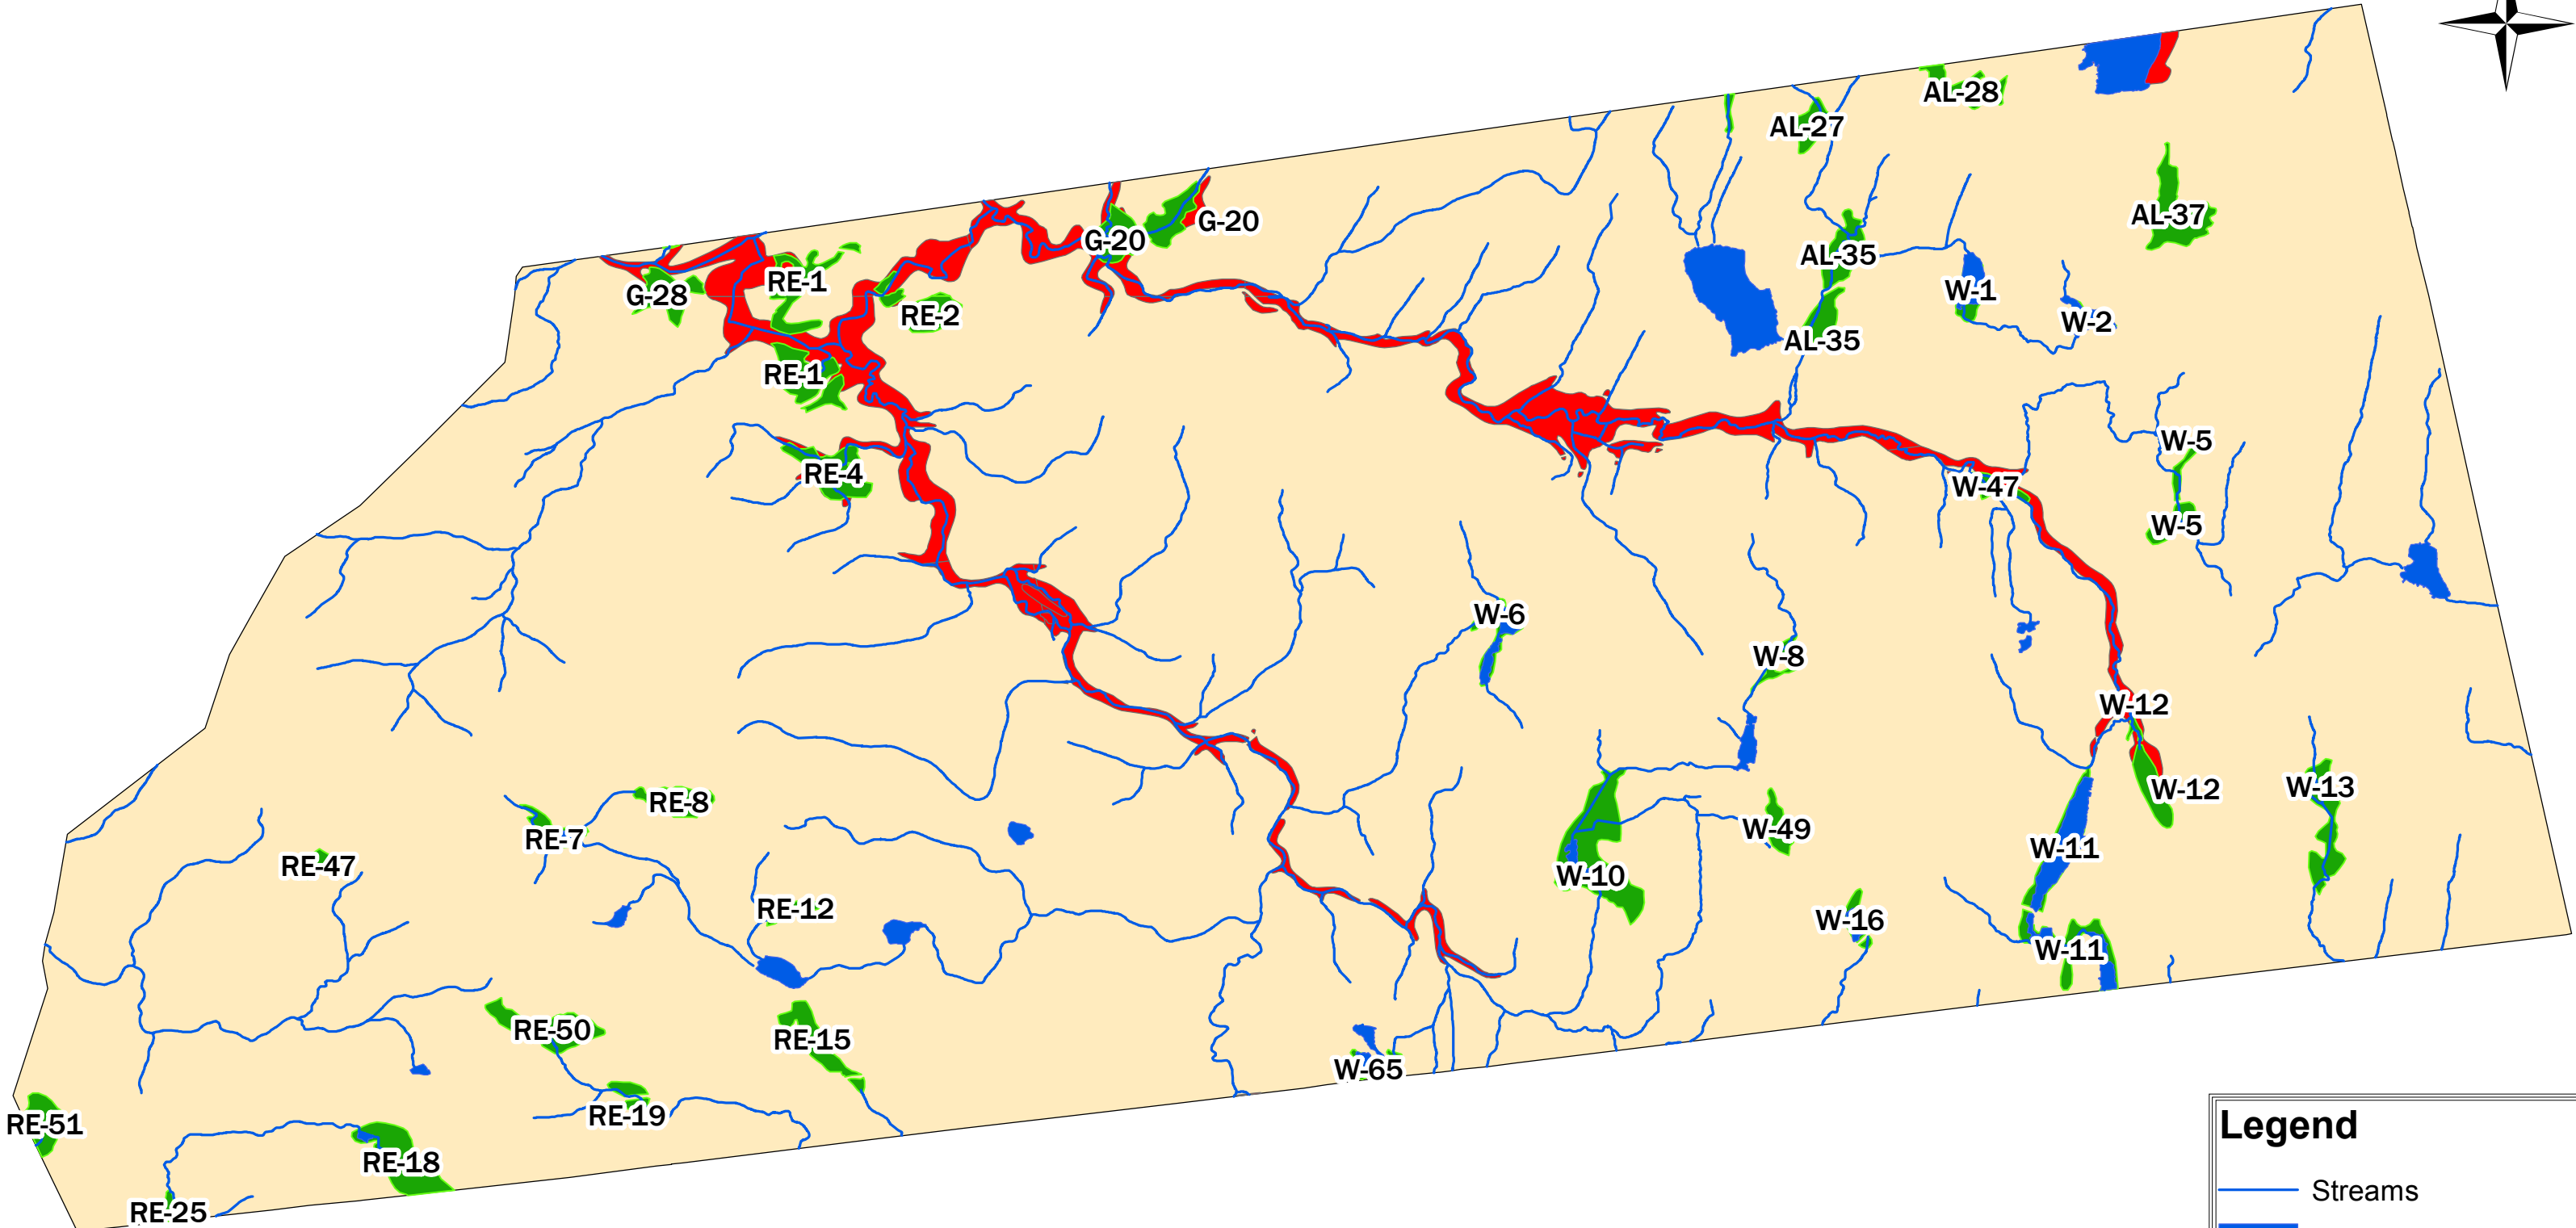 AL-28
AL-27
AL-37
G-20
G-20
AL-35
RE-1
W-1
G-28
RE-2
W-2
AL-35
RE-1
W-5
RE-4
W-47
W-5
W-6
W-8
W-12
W-13
W-12
RE-8
W-49
RE-7
W-11
RE-47
W-10
RE-12
W-16
W-11
RE-50
RE-15
W-65
RE-19
RE-51
Legend
RE-18
Streams
RE-25